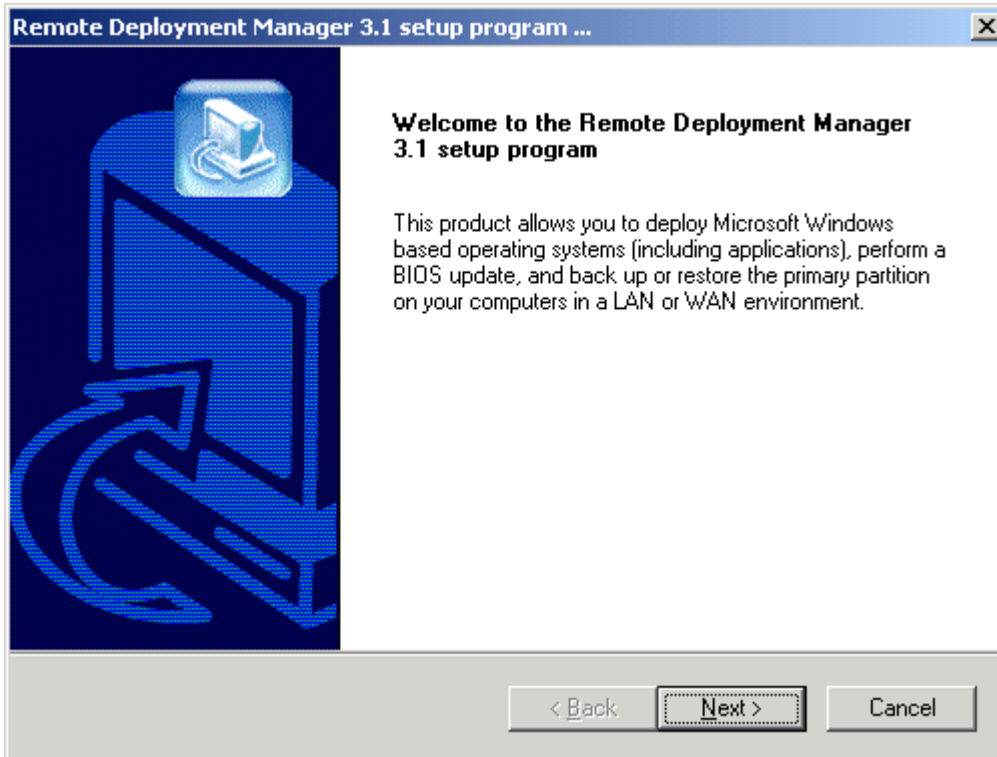 Remote Deployment Manager 3.1 setup program ...
Welcome to the Remote Deployment Manager
3.1 setup program
This product allows you to deploy Microsoft Windows
based operating systems (including applications), perform a
BIOS update, and back up or restore the primary partition
on your computers in a LAN or WAN environment.
< Back Next > Cancel